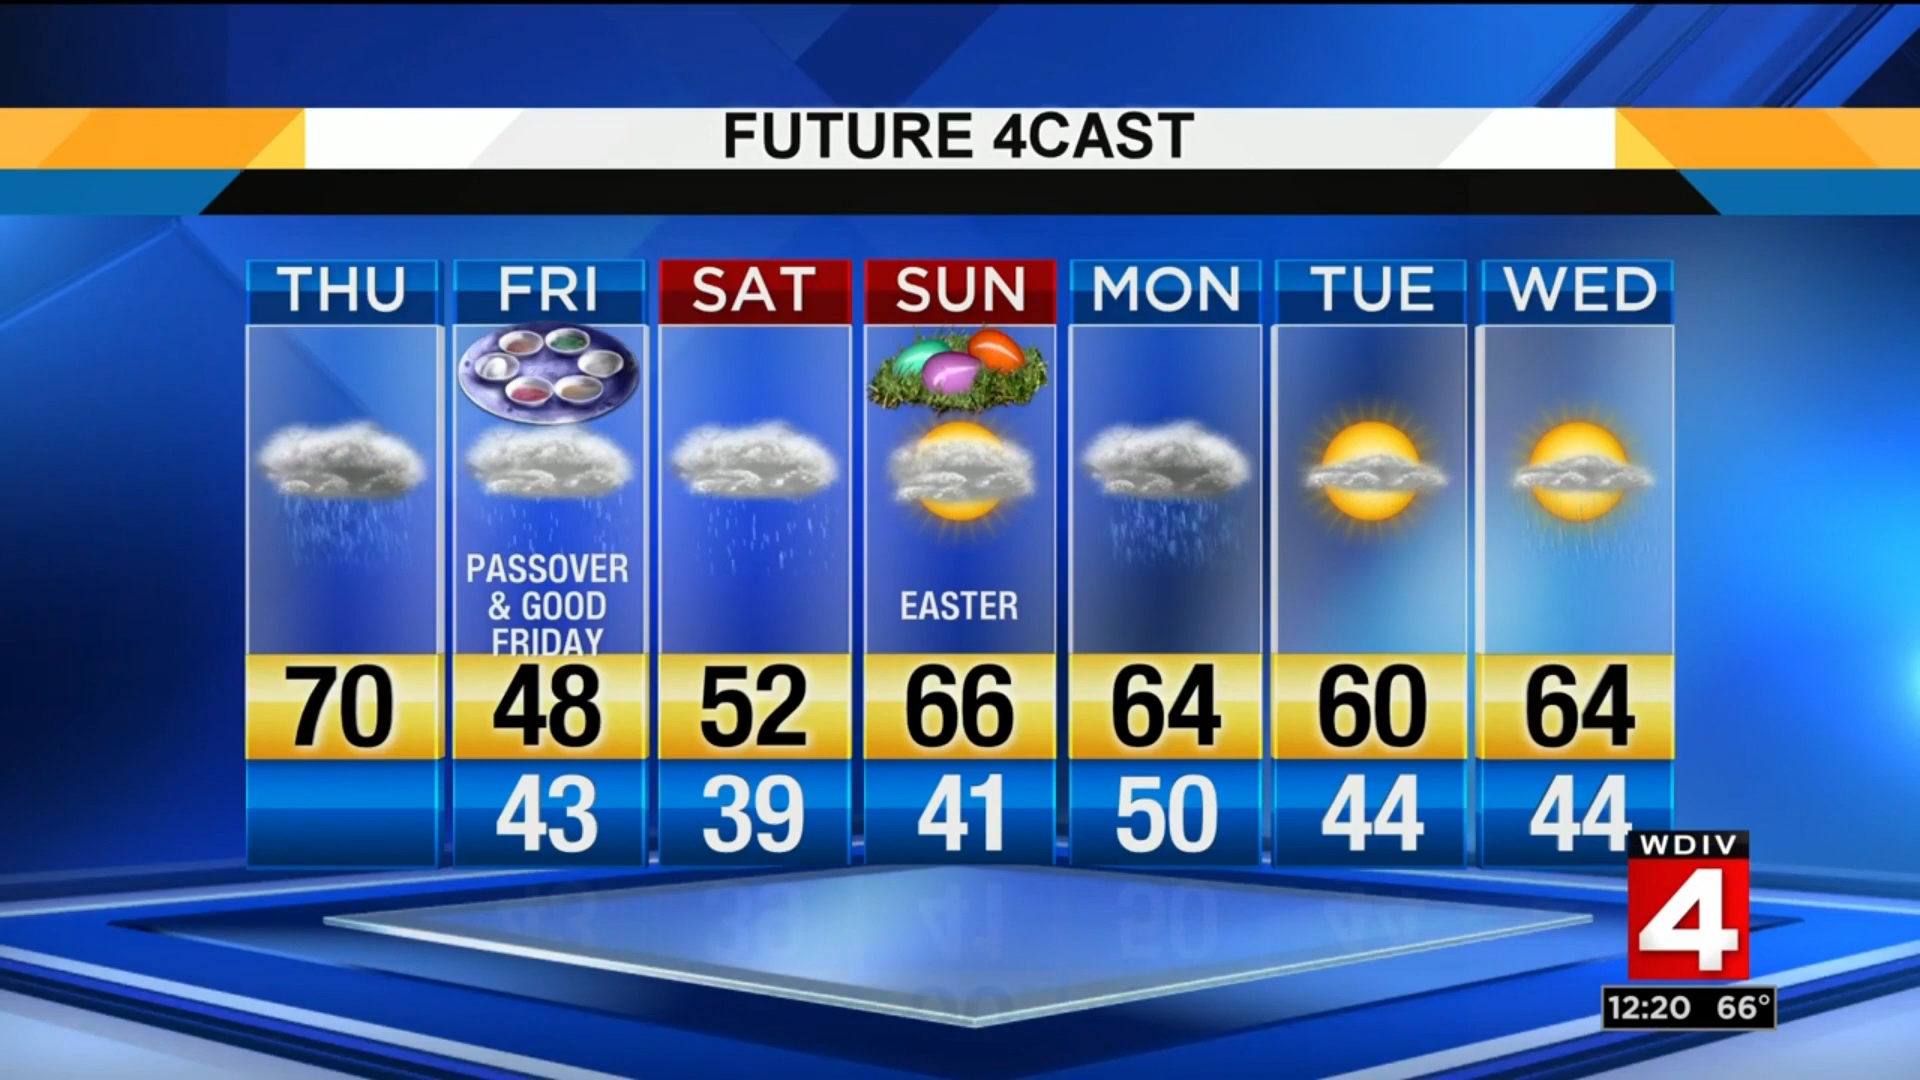 FUTURE 4CAST
THU FRI SAT SUN MON TUE WED
PASSOVER
& GOOD
FRIDAY
EASTER
70 48 52 66 64 60 64
43 39 41 50 44 44
WDIV
4
12:20 66°